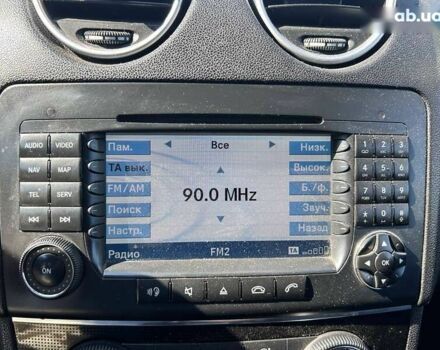 ab.ua
Пам.
Все
Низк.
AUDIO VIDEO
TA вык.
Высок.
1 2 3
NAV MAP
FM/AM
90.0 MHz
Б./ф.
4 5 6
TEL SERV
Поиск
Звуч.
7 8 9
Настр.
Назад
* 0 #
ON
Радио
FM2
TA
OK